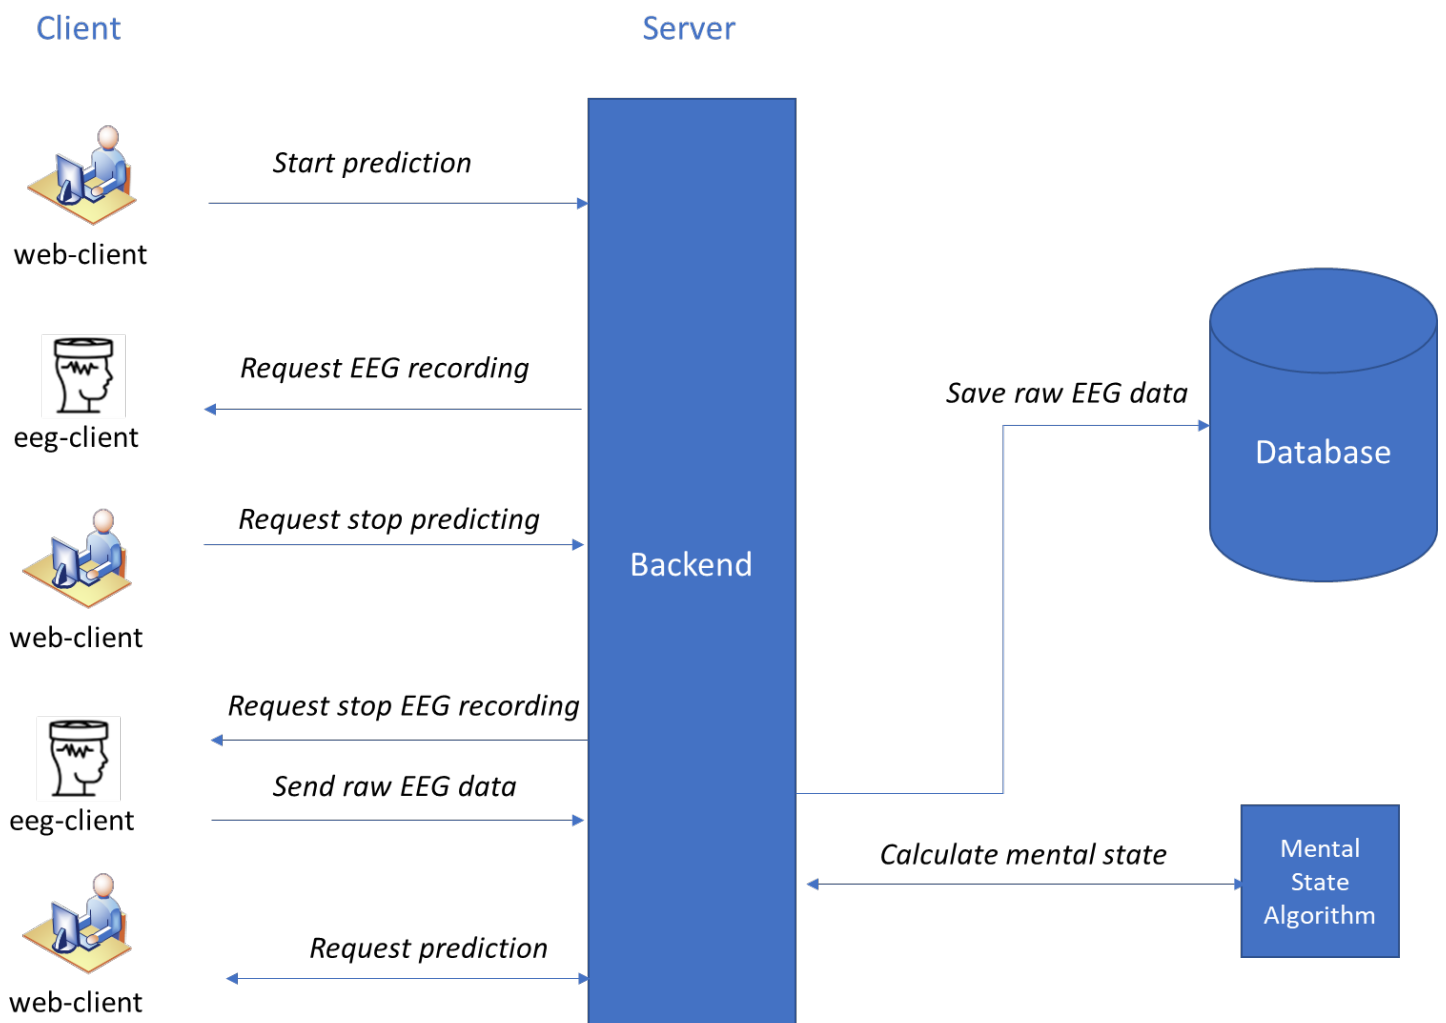 Client
Server
Start prediction
web-client
Request EEG recording
eeg-client
Save raw EEG data
Database
Request stop predicting
Backend
web-client
Request stop EEG recording
Send raw EEG data
eeg-client
Calculate mental state
Mental
State
Algorithm
Request prediction
web-client